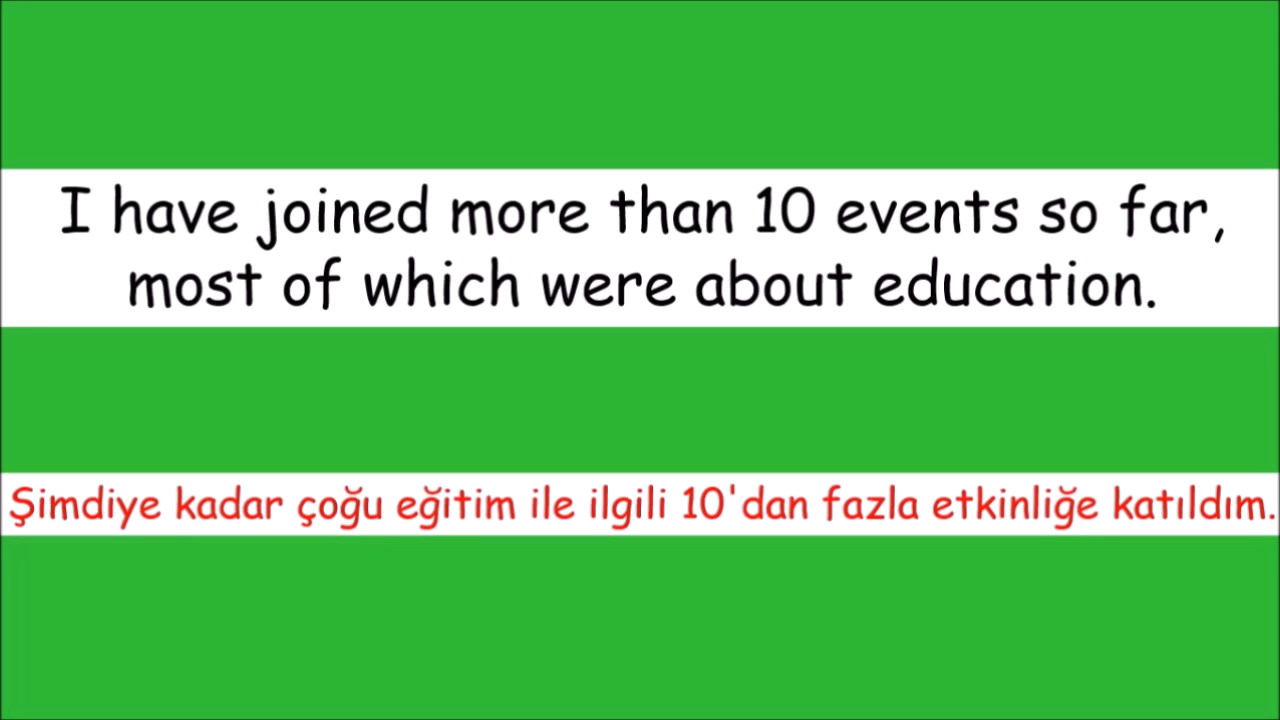 I have joined more than 10 events so far,
most of which were about education.
Şimdiye kadar çoğu eğitim ile ilgili 10'dan fazla etkinliğe katıldım.